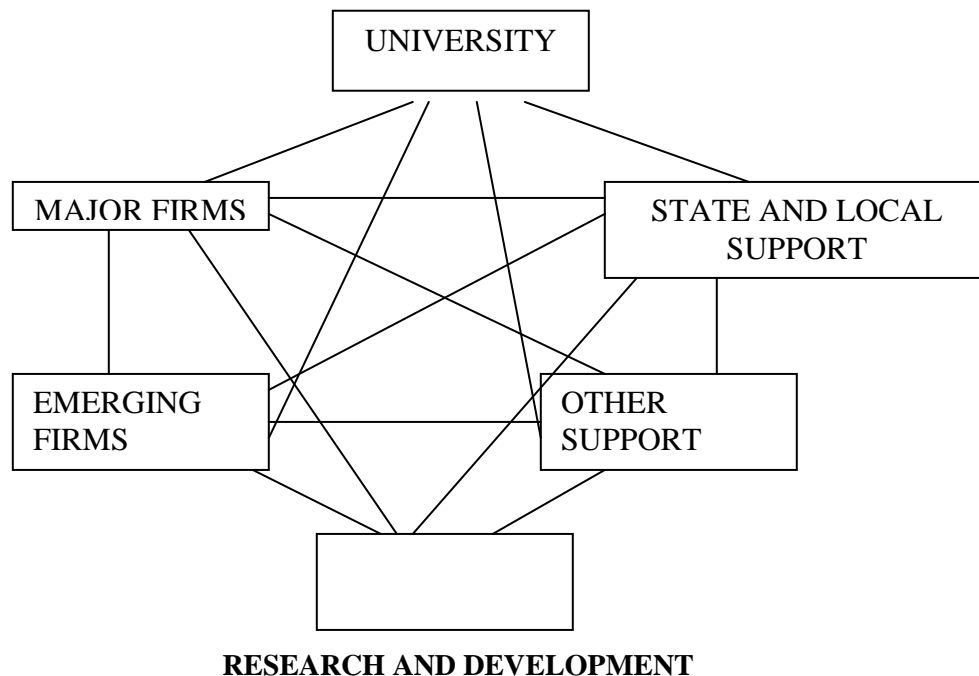 UNIVERSITY
MAJOR FIRMS
STATE AND LOCAL
SUPPORT
EMERGING
FIRMS
OTHER
SUPPORT
RESEARCH AND DEVELOPMENT